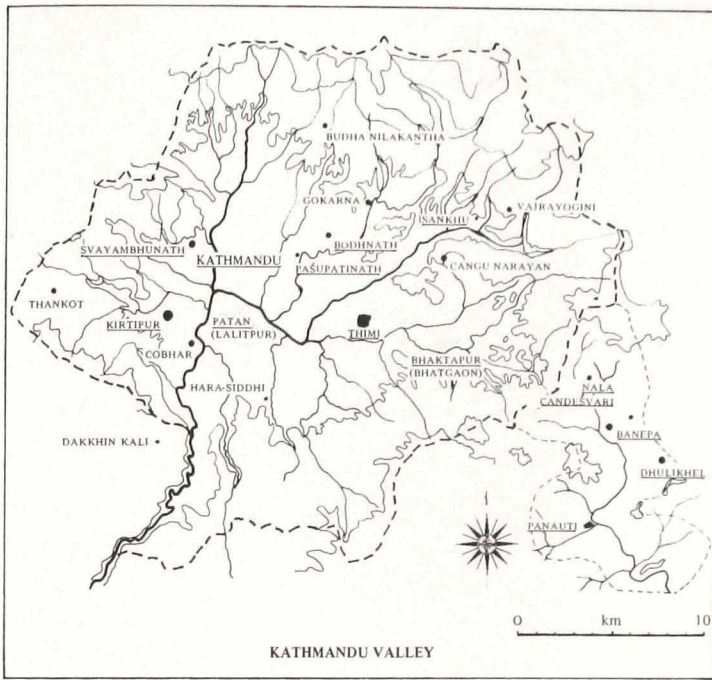 BUDHA NILAKANTHA
GOKARNA
SANKHU
VAJRAYOGINI
SVAYAMBHUNATH
KATHMANDU
BODHNATH
PAŚUPATINATH
CANGU NARAYAN
THANKOT
KIRTIPUR
PATAN
(LALITPUR)
THIMI
COBHAR
BHAKTAPUR
(BHATGAON)
HARA-SIDDHI
NALA
CANDESVARI
DAKKHIN KALI
BANEPA
DHULIKHEL
PANAUTI
0 km 10
KATHMANDU VALLEY